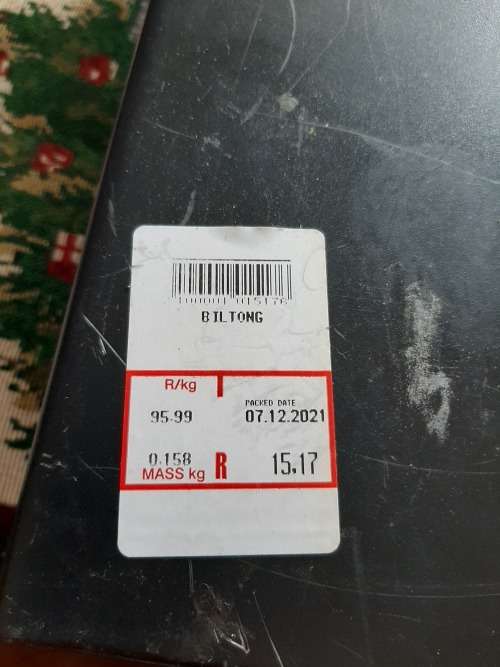 BILTONG
R/kg
PACKED DATE
95.99 07.12.2021
0.158
MASS kg R 15.17